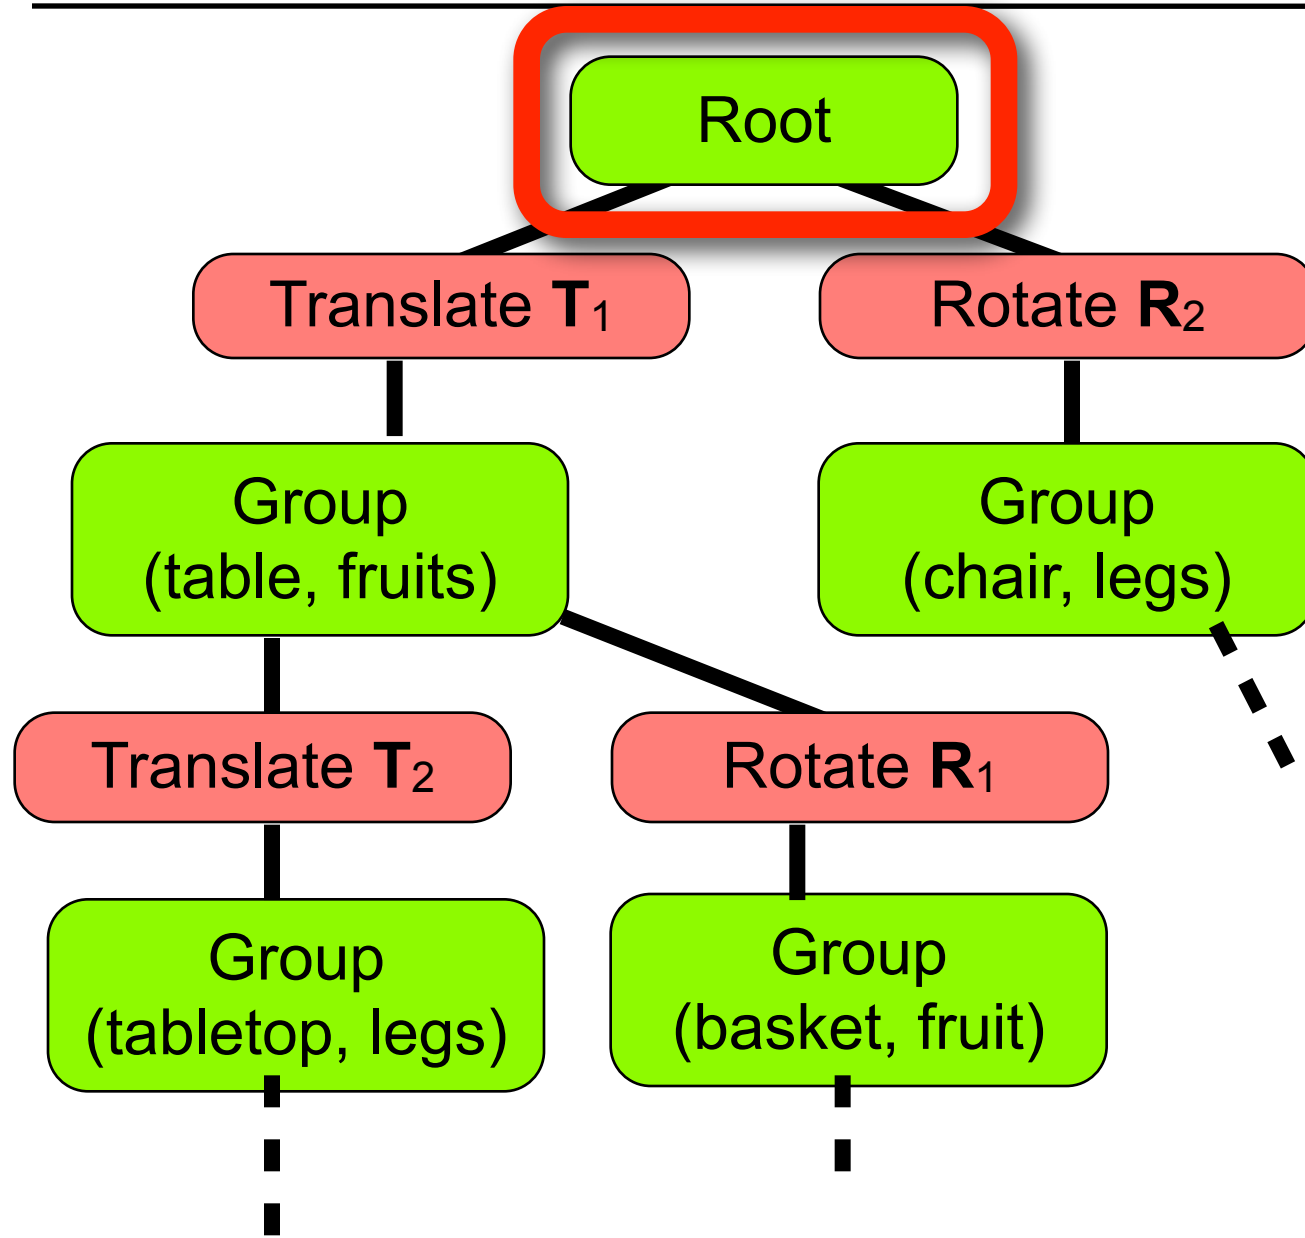 Root
Translate T₁
Rotate R₂
Group
(table, fruits)
Group
(chair, legs)
Translate T₂
Rotate R₁
Group
(tabletop, legs)
Group
(basket, fruit)